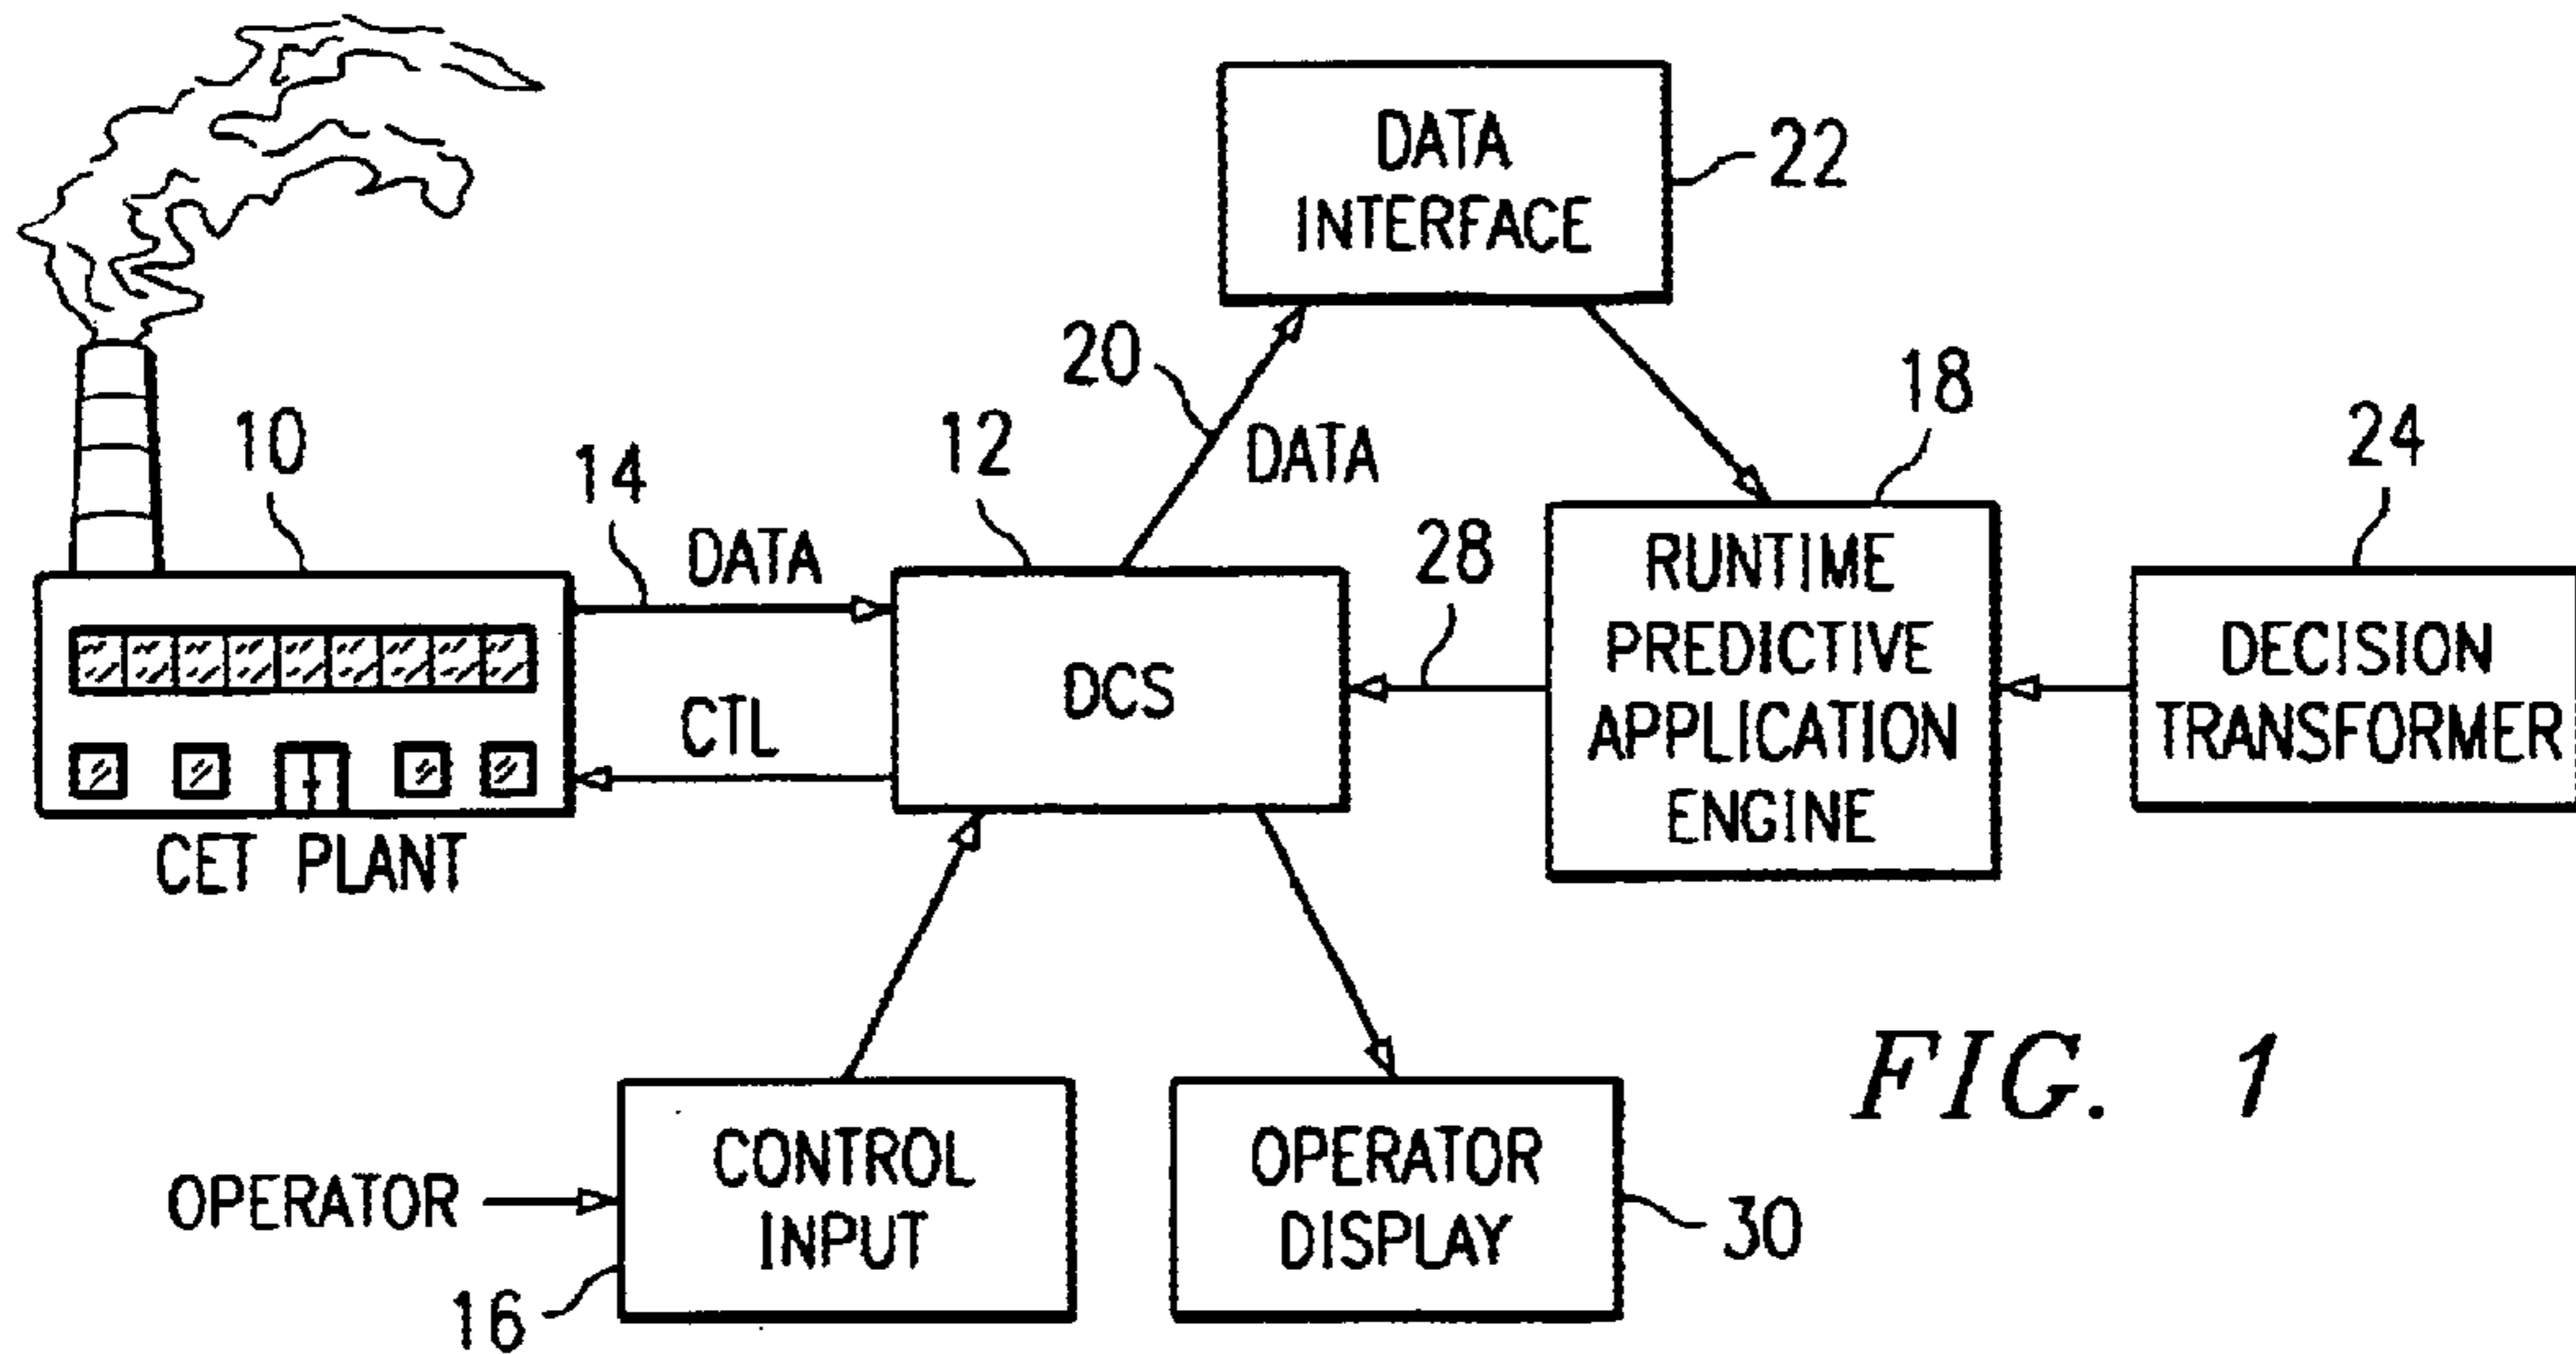 DATA
INTERFACE
22
20
DATA
18
24
10
14
DATA
12
28
RUNTIME
PREDICTIVE
APPLICATION
ENGINE
DECISION
TRANSFORMER
DCS
CTL
CET PLANT
CONTROL
INPUT
OPERATOR
DISPLAY
OPERATOR
16
30
FIG. 1